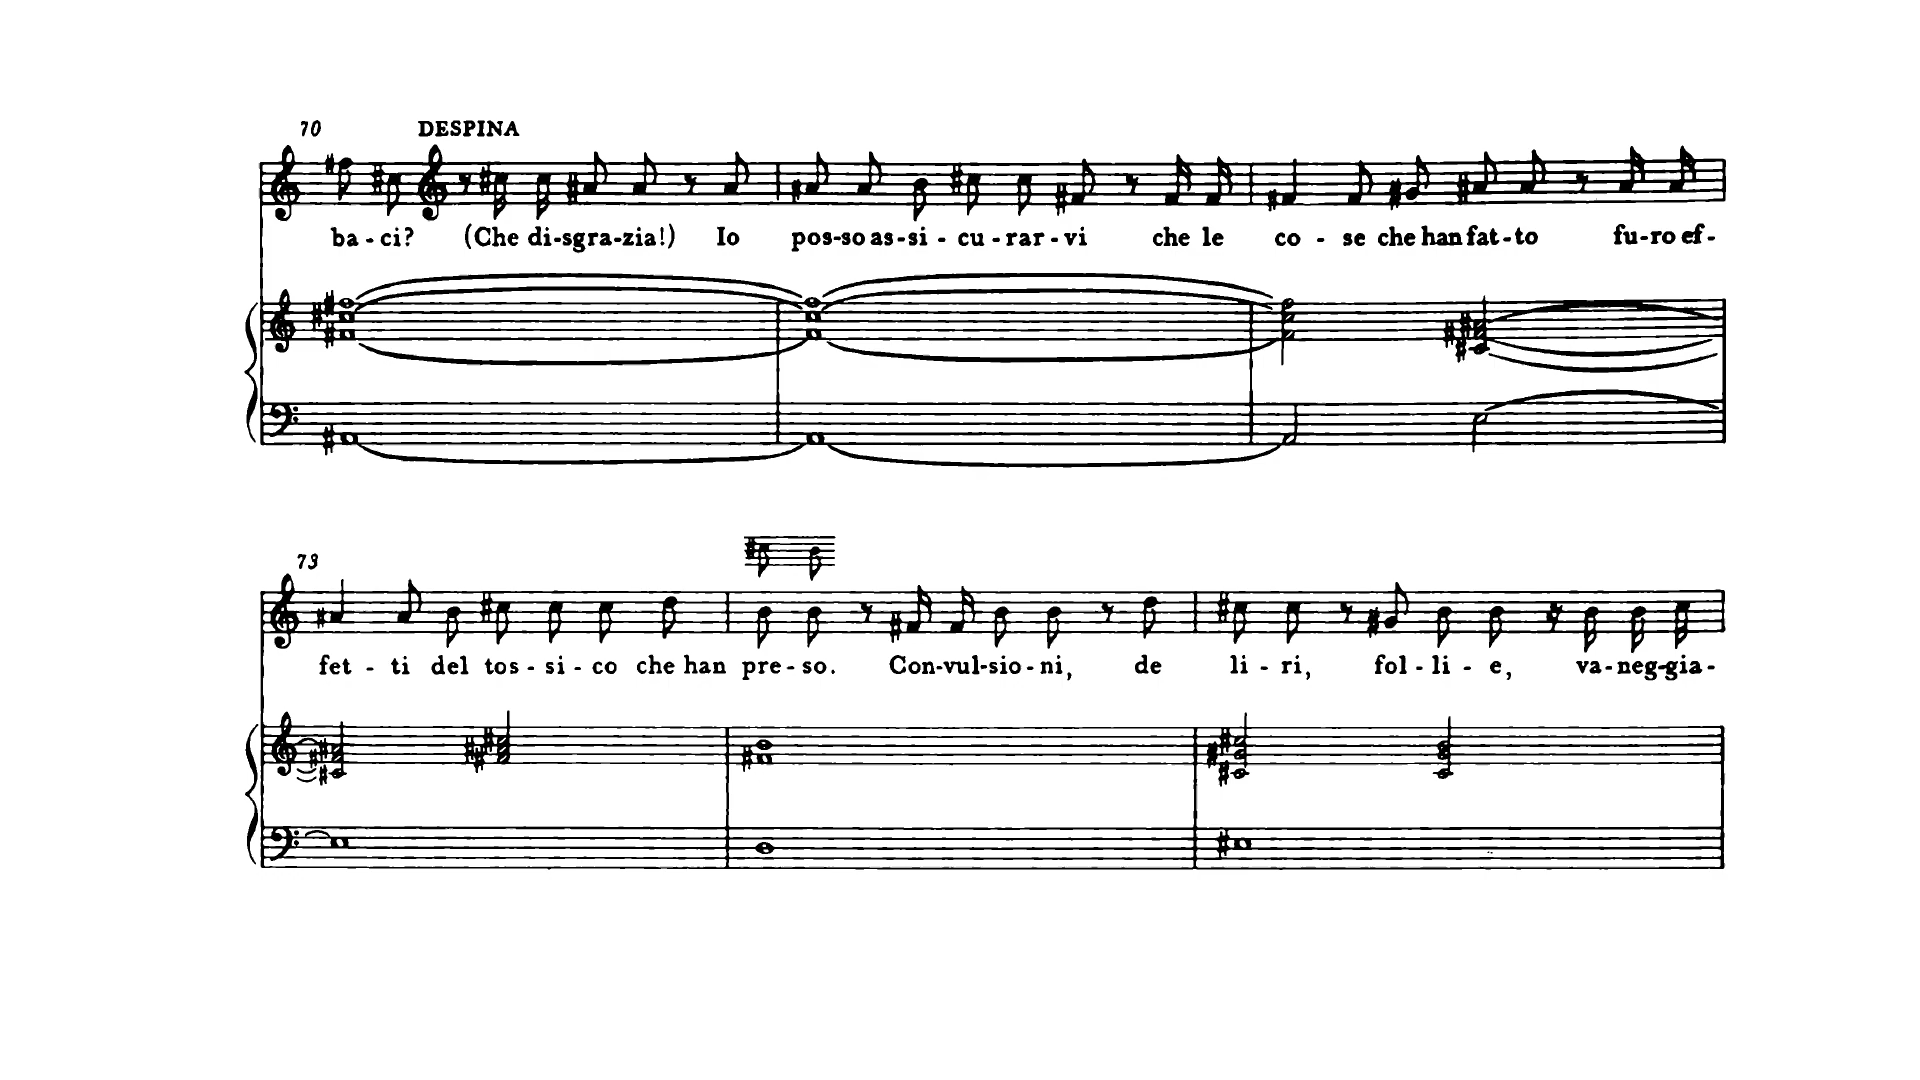 70 DESPINA
ba - ci? (Che di-sgra-zia!) Io pos-so as-si - cu - rar - vi che le co - se che han fat-to fu-ro ef-
73
fet - ti del tos - si - co che han pre - so. Con-vul-sio-ni, de li - ri, fol - li - e, va-neg-gia-